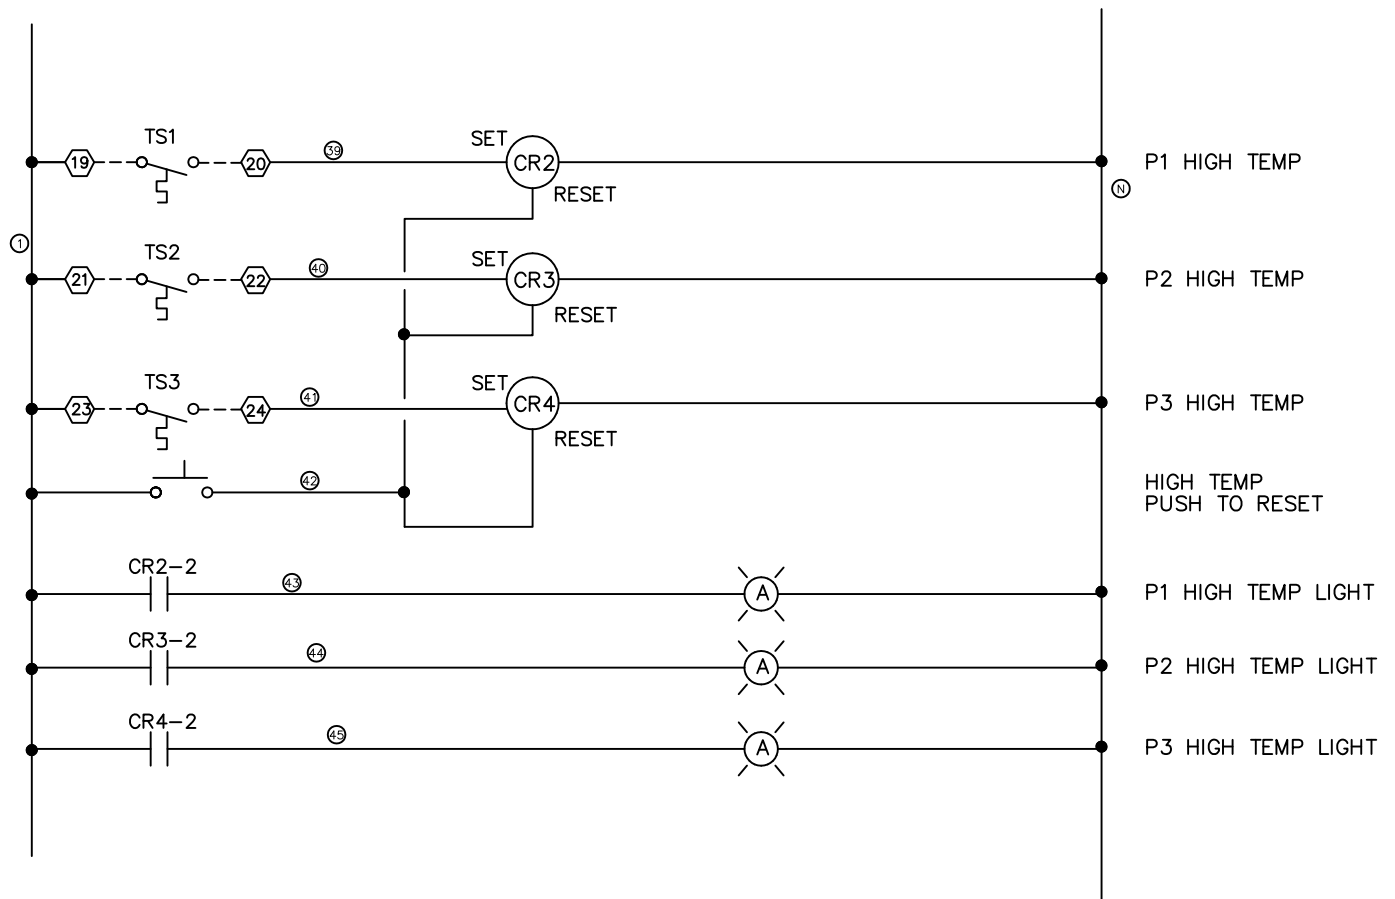 TS1
SET
39
19
20
CR2
P1 HIGH TEMP
RESET
N
1
TS2
SET
40
21
22
CR3
P2 HIGH TEMP
RESET
TS3
SET
41
23
24
CR4
P3 HIGH TEMP
RESET
42
HIGH TEMP
PUSH TO RESET
CR2-2
43
A
P1 HIGH TEMP LIGHT
CR3-2
44
A
P2 HIGH TEMP LIGHT
CR4-2
45
A
P3 HIGH TEMP LIGHT